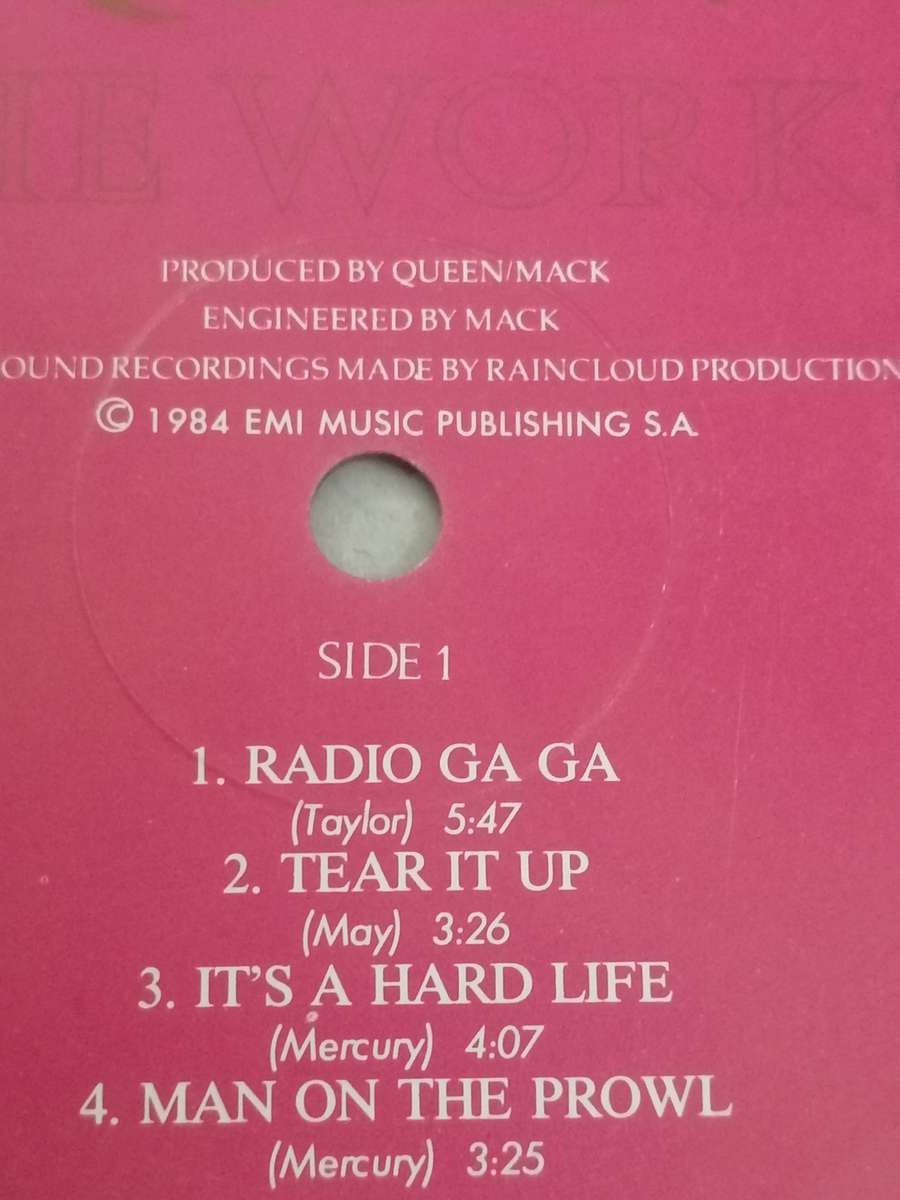 HE WORKS
PRODUCED BY QUEEN/MACK
ENGINEERED BY MACK
OUND RECORDINGS MADE BY RAINCLOUD PRODUCTION
© 1984 EMI MUSIC PUBLISHING S.A.
SIDE 1
1. RADIO GA GA
(Taylor) 5:47
2. TEAR IT UP
(May) 3:26
3. IT'S A HARD LIFE
(Mercury) 4:07
4. MAN ON THE PROWL
(Mercury) 3:25